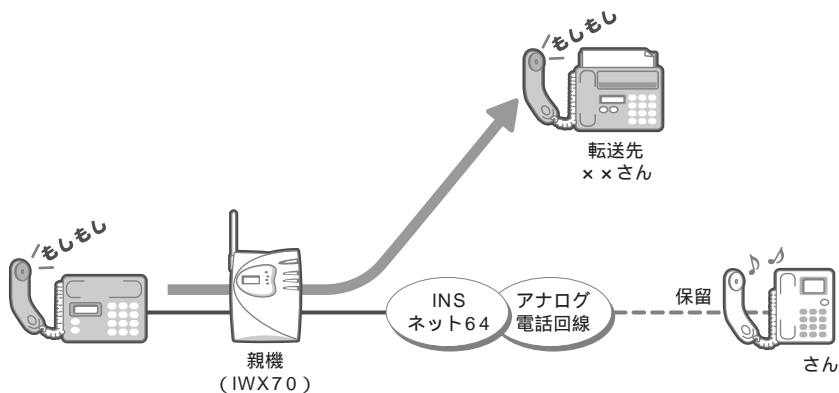 もしもし
転送先
××さん
もしもし
親機
(IWX70)
INS
ネット64
アナログ
電話回線
保留
さん